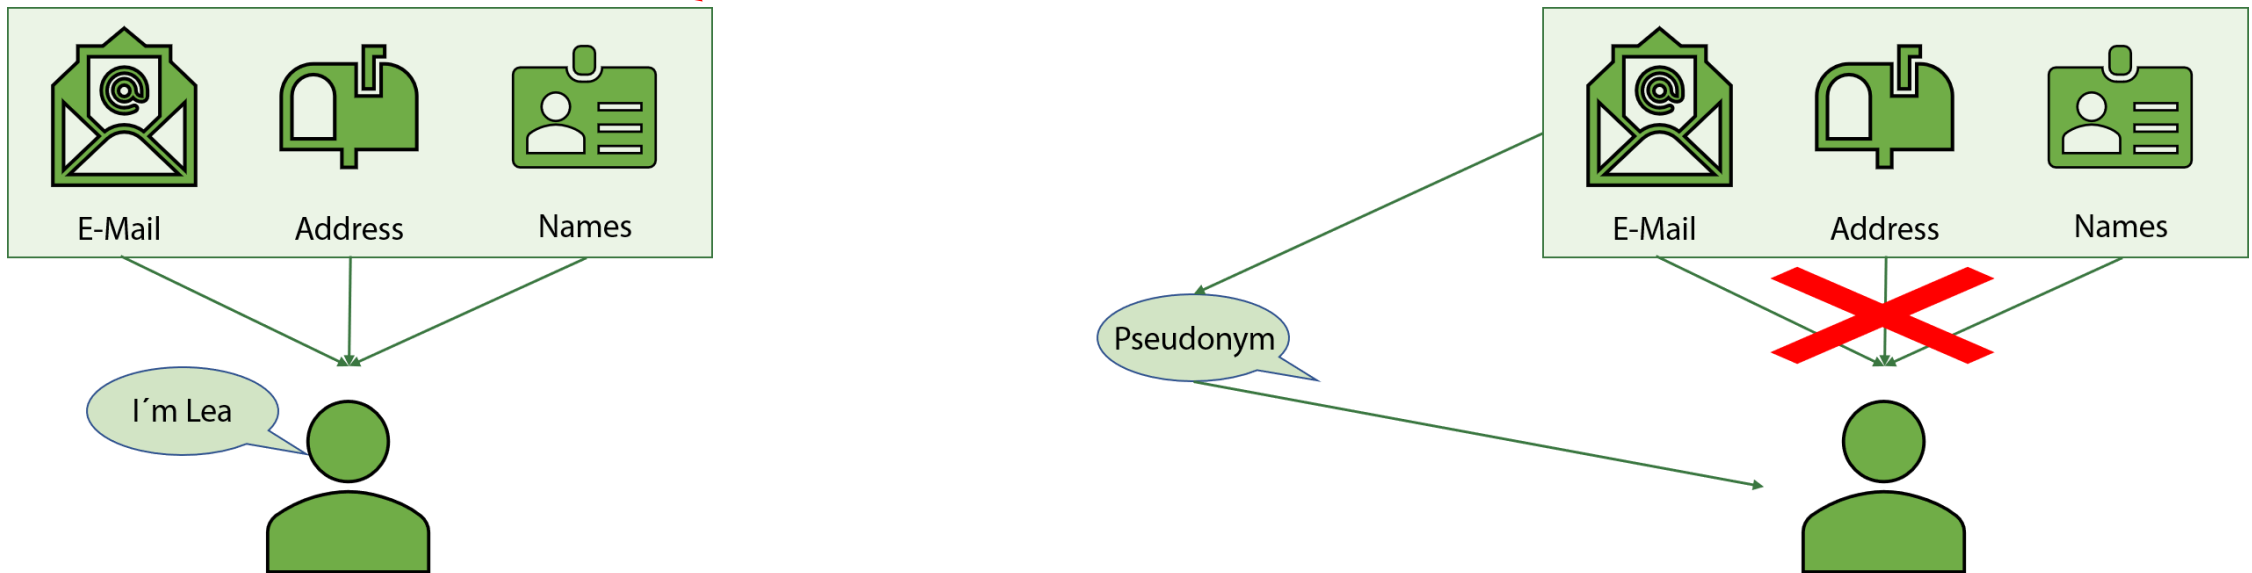 E-Mail
Address
Names
I´m Lea
E-Mail
Address
Names
Pseudonym